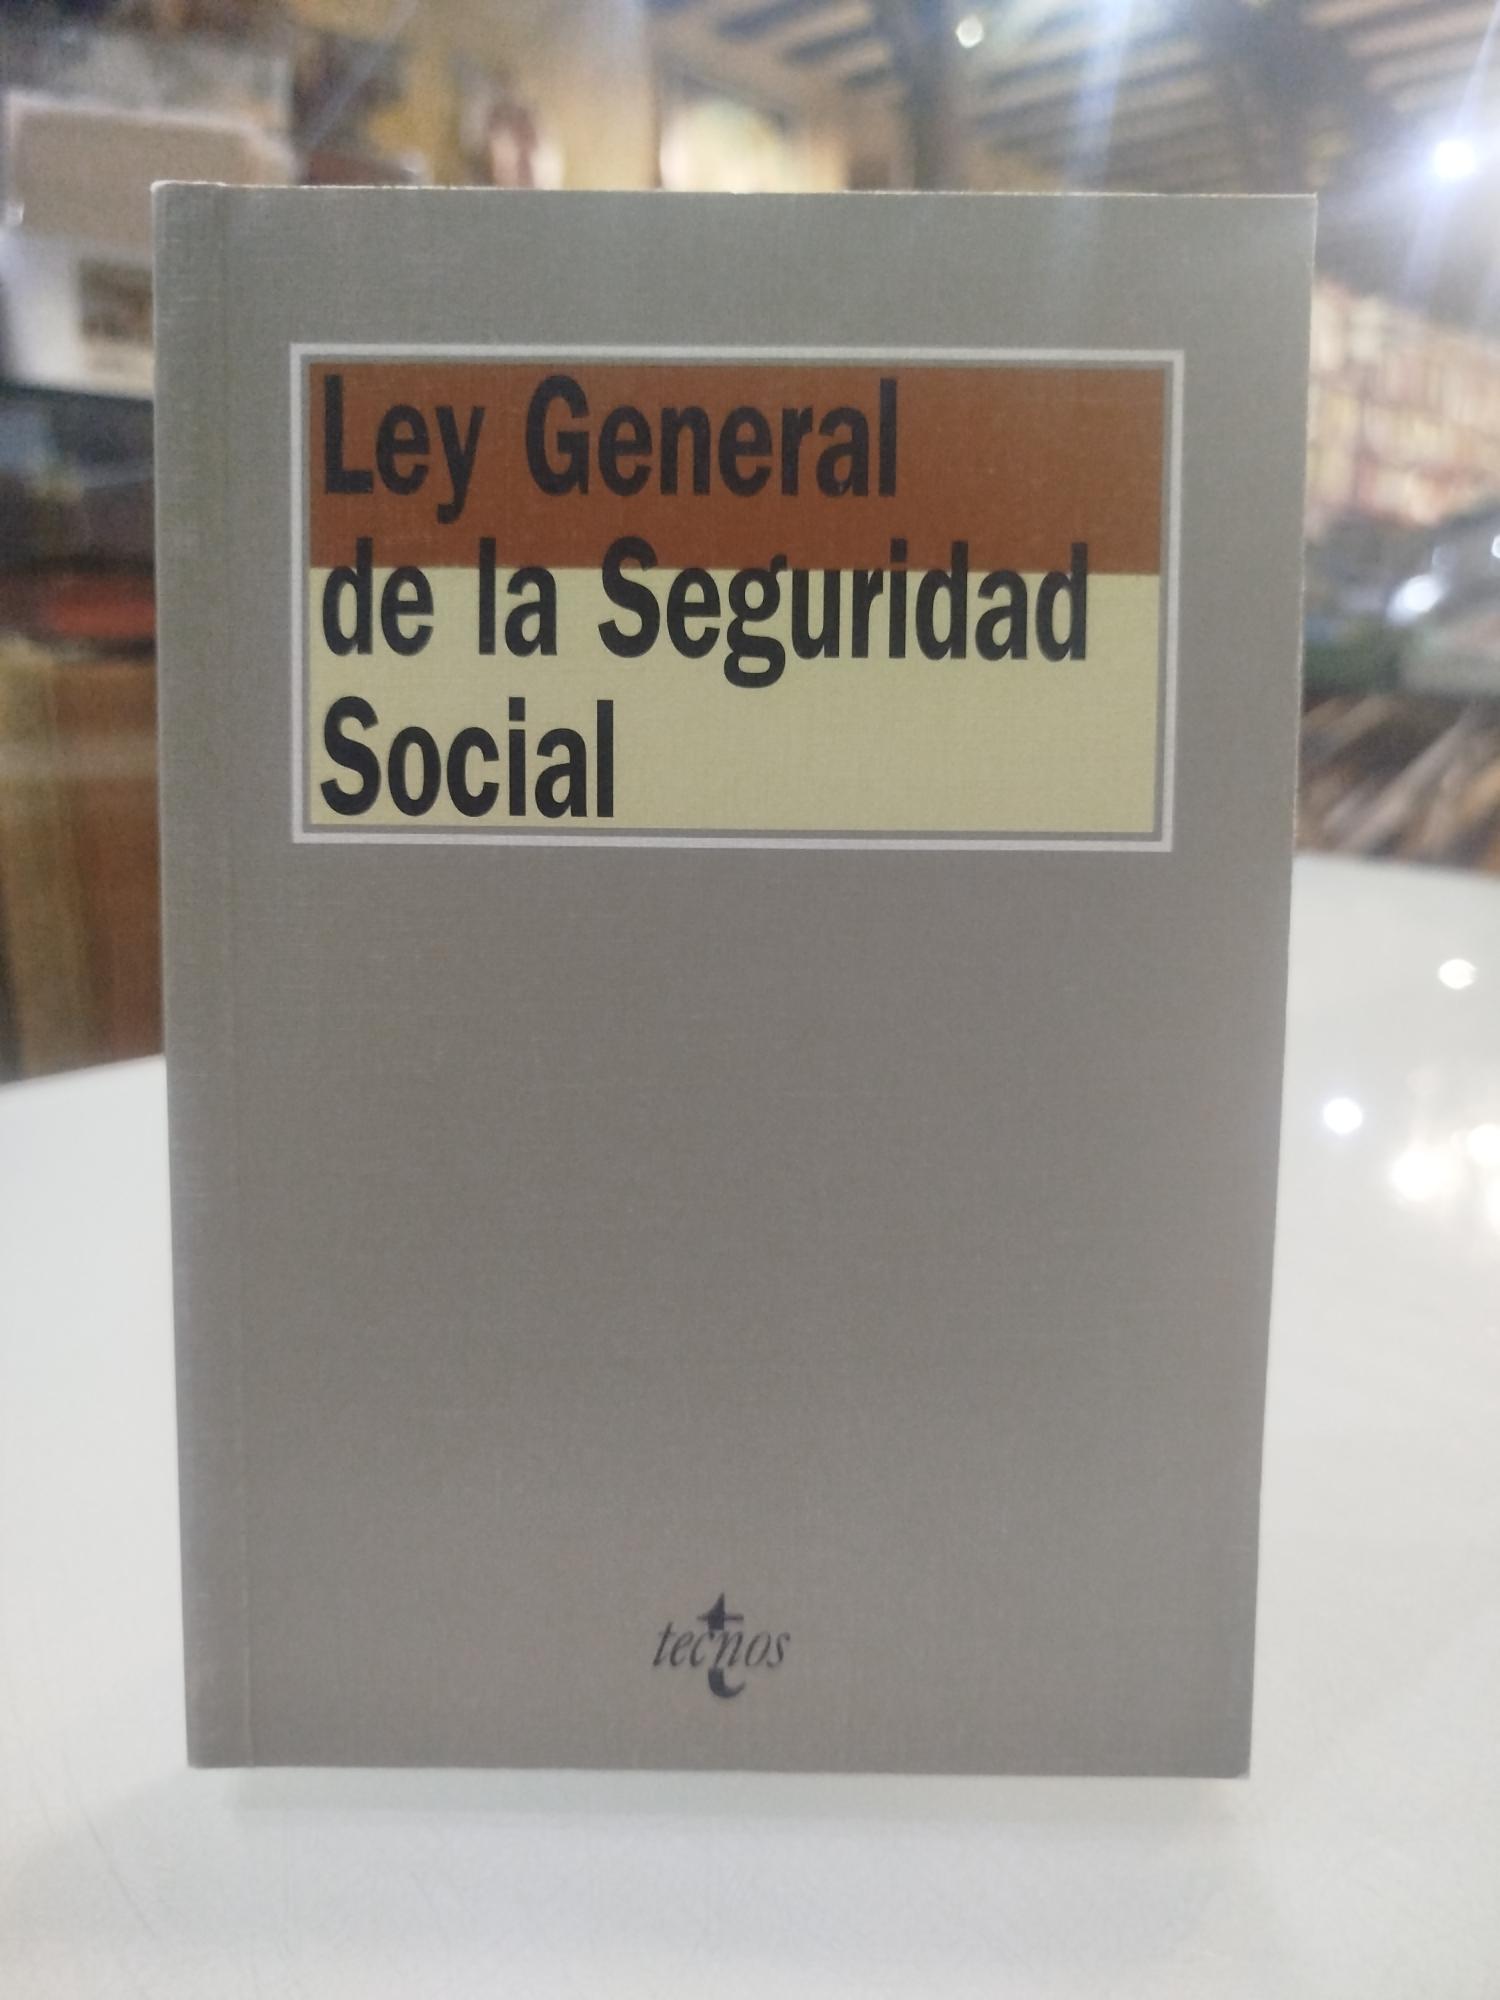 Ley General
de la Seguridad
Social
tecnos